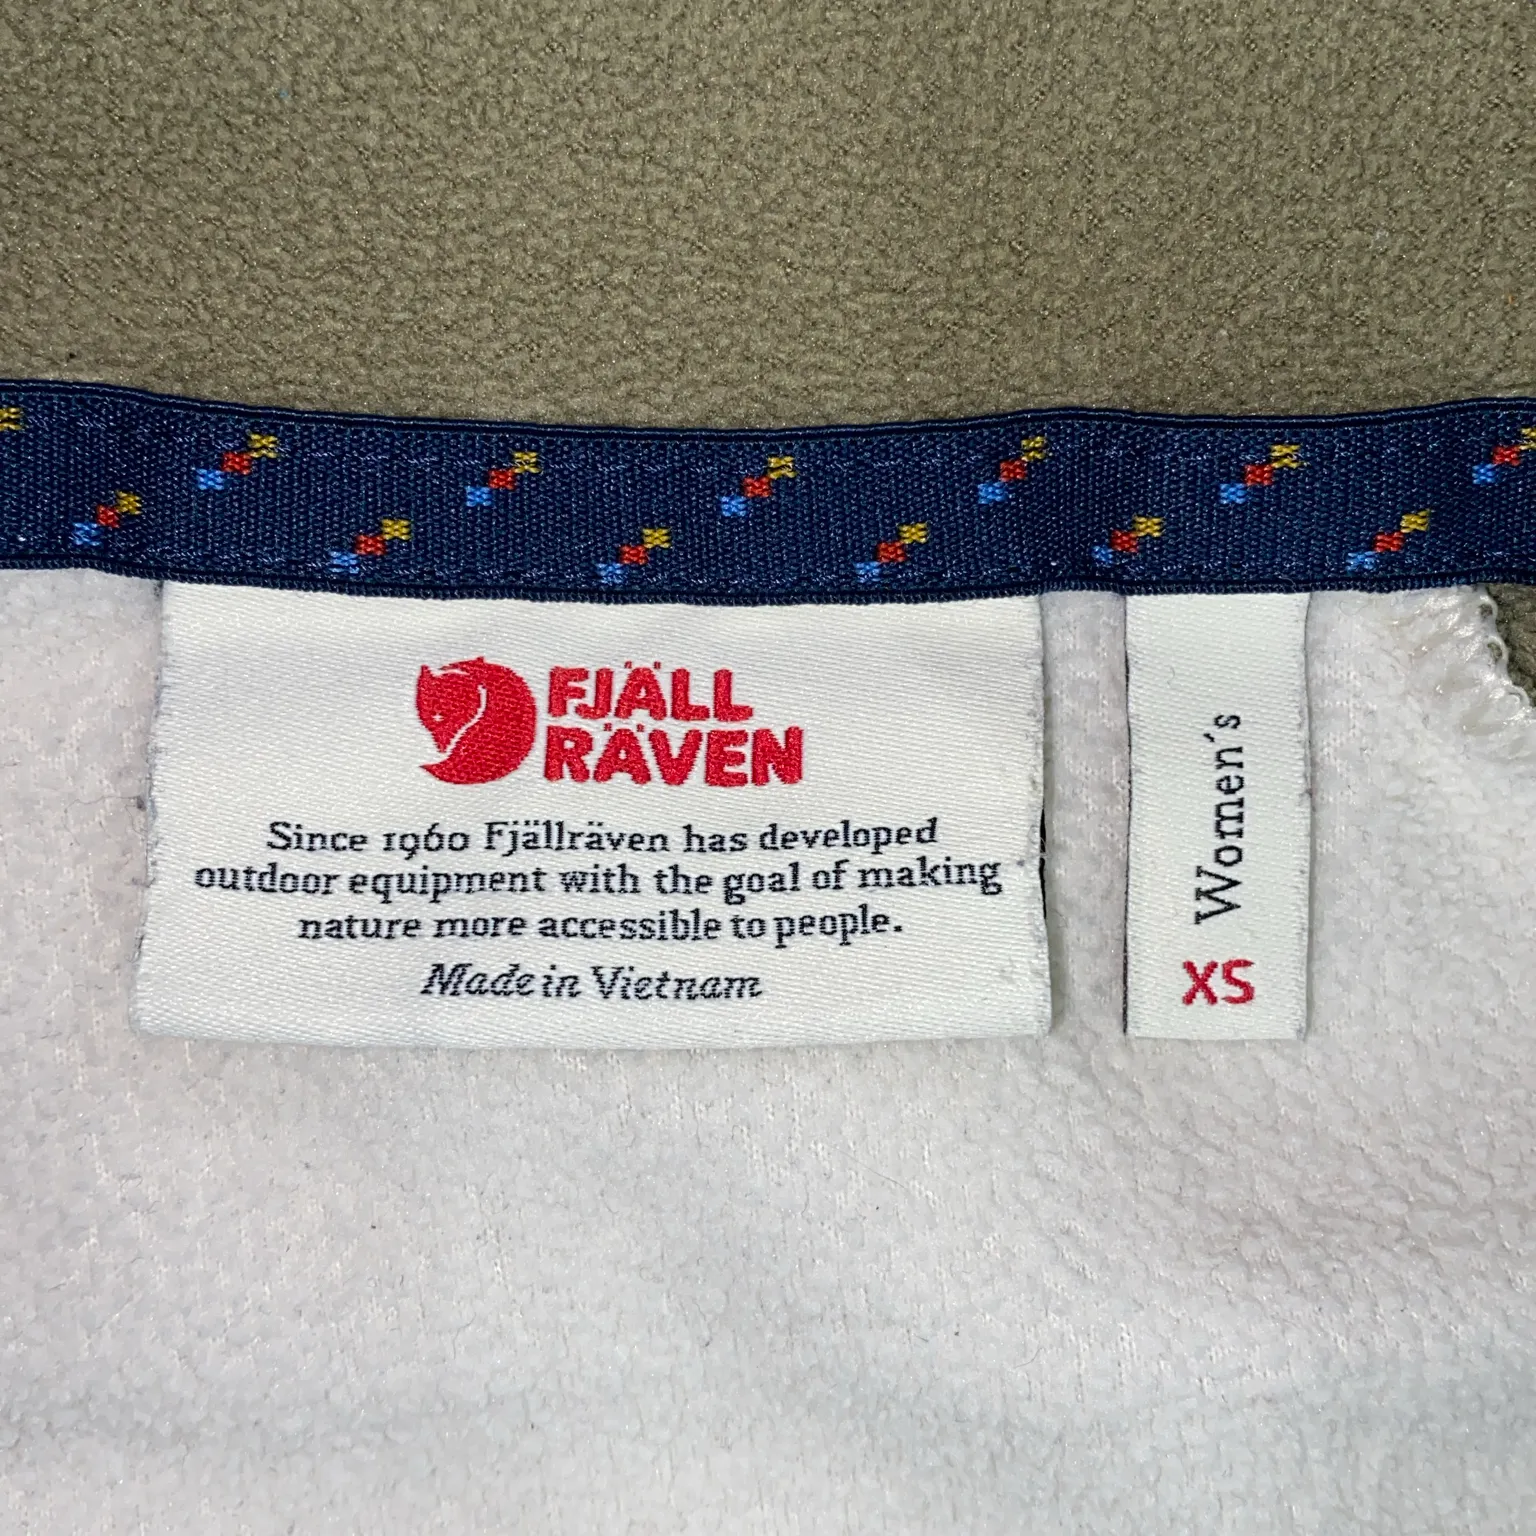 FJÄLL
RÄVEN
Since 1960 Fjällräven has developed
outdoor equipment with the goal of making
nature more accessible to people.
Made in Vietnam
Women´s
XS